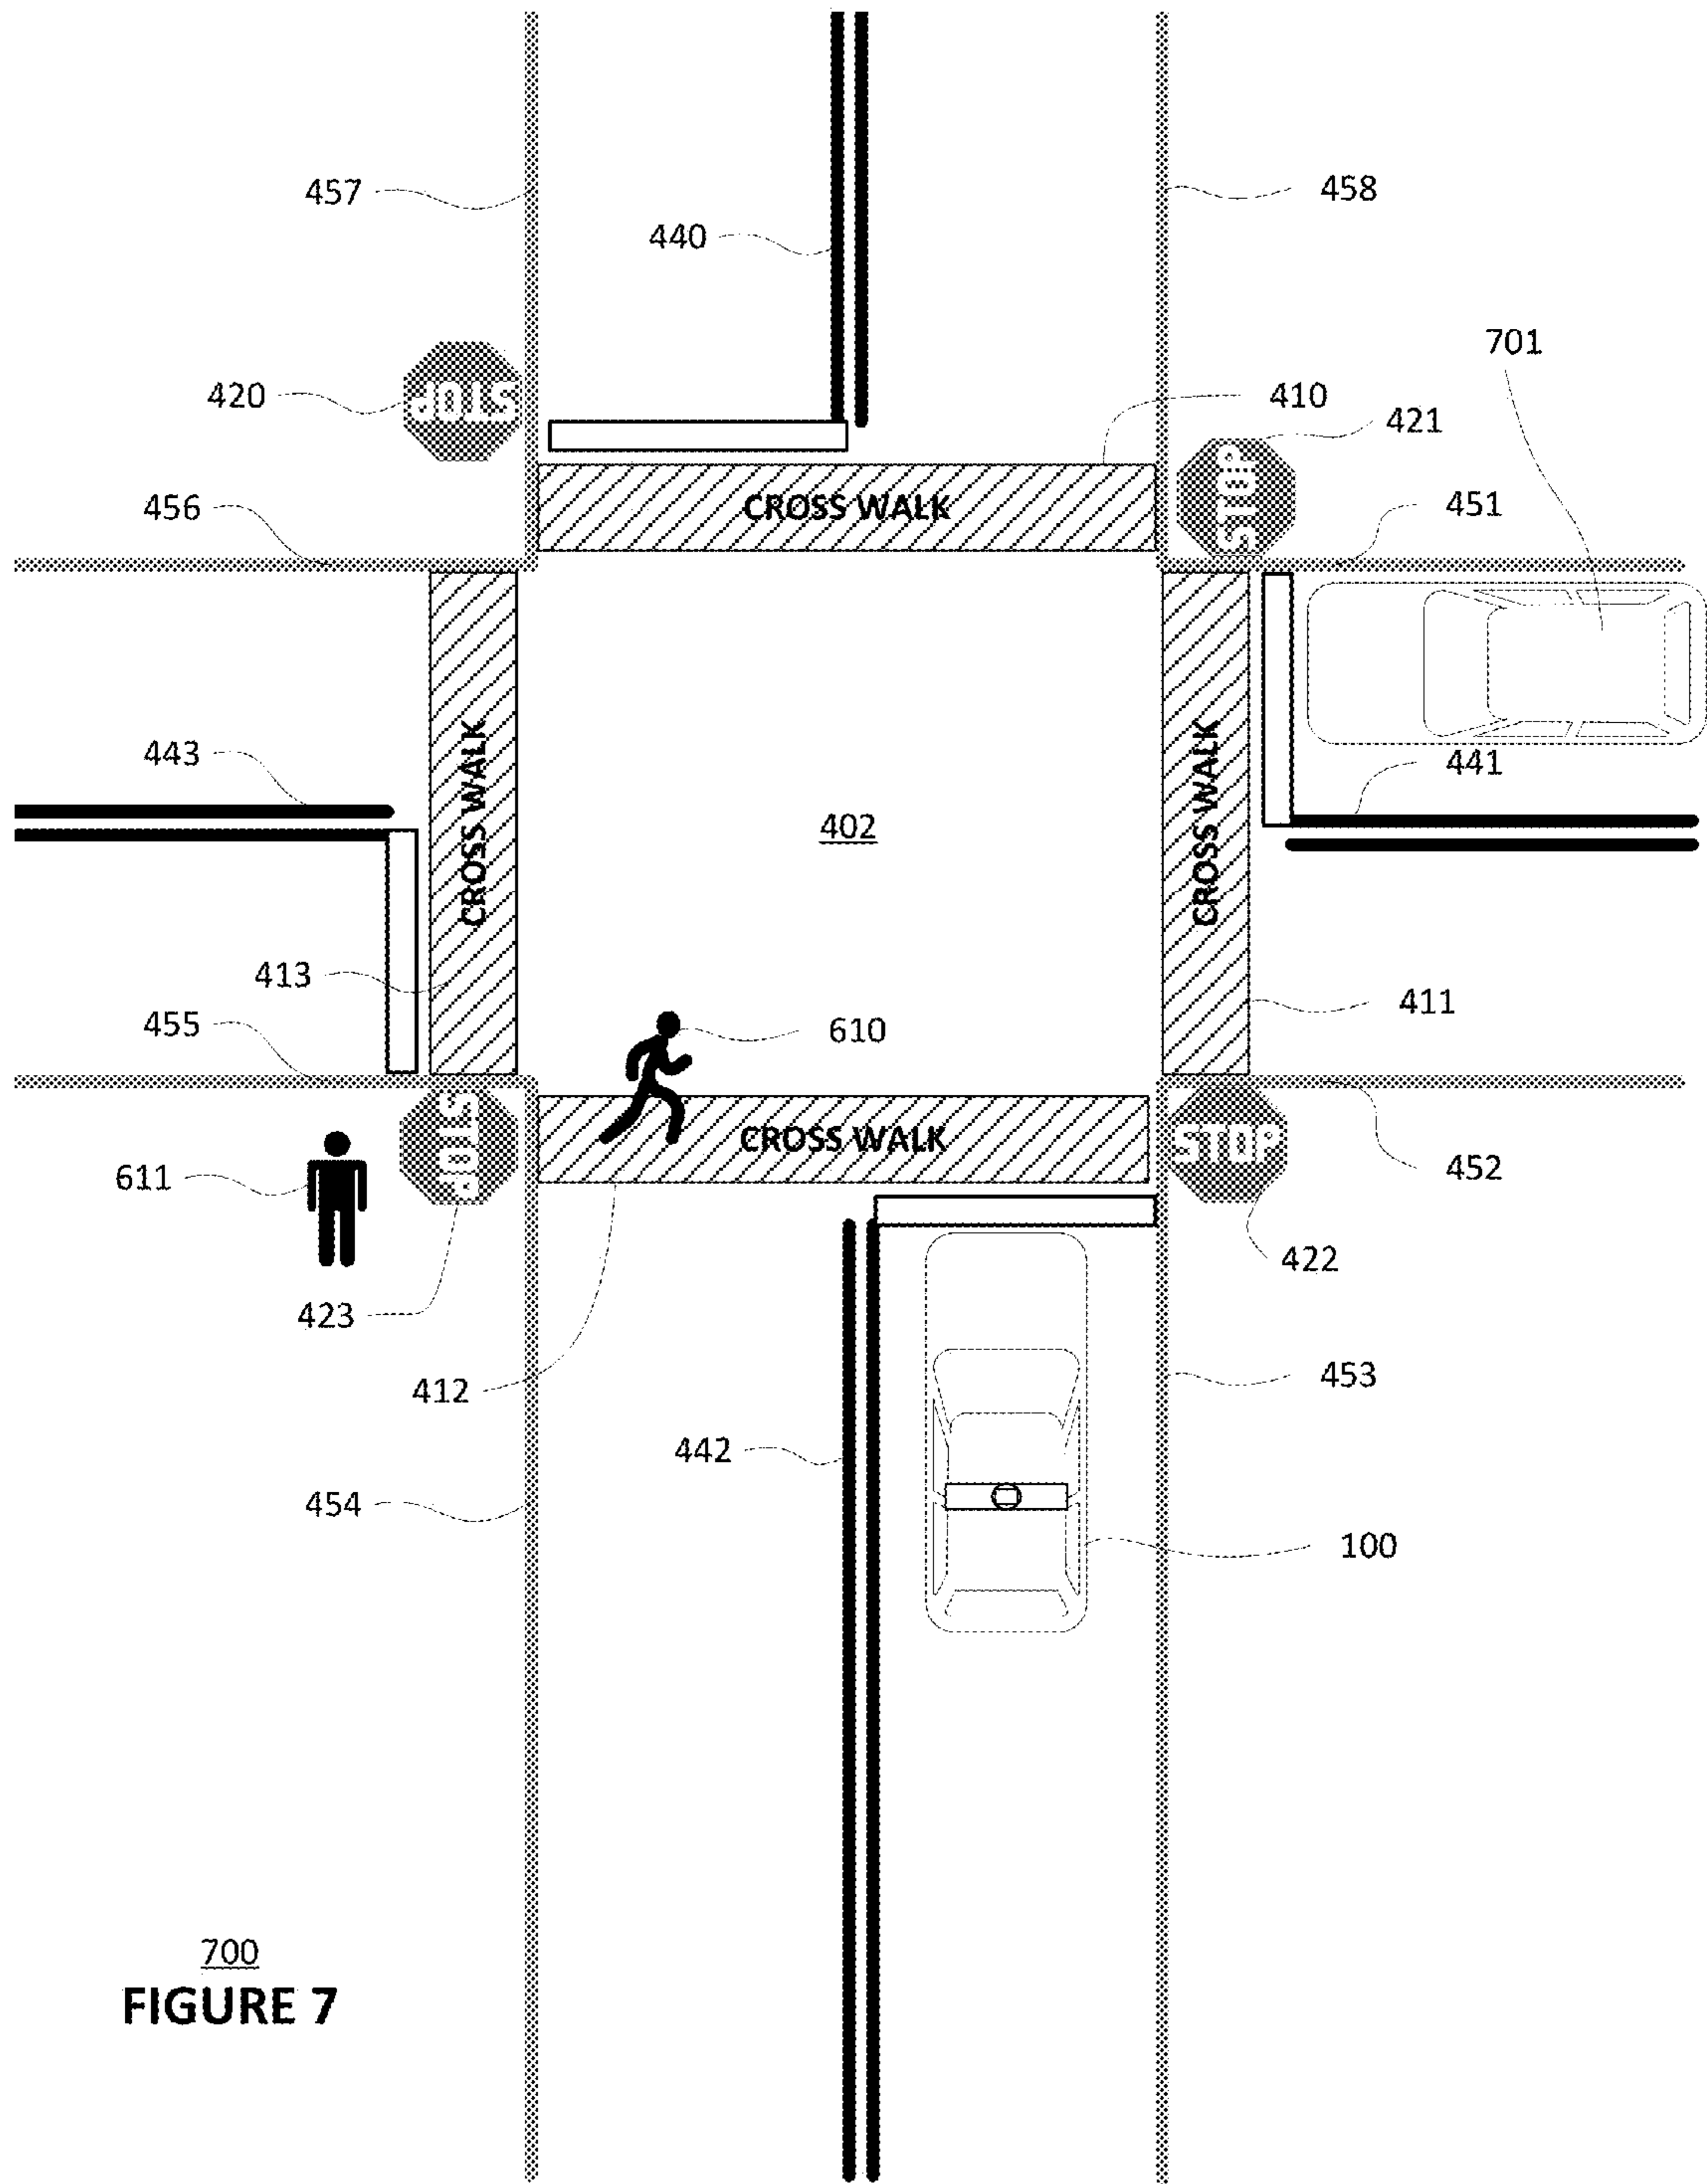 457
458
440
701
420
410
421
STOP
STOP
456
CROSS WALK
451
443
CROSS WALK
CROSS WALK
441
402
413
455
610
411
611
STOP
CROSS WALK
STOP
452
423
422
412
453
442
454
100
700
FIGURE 7